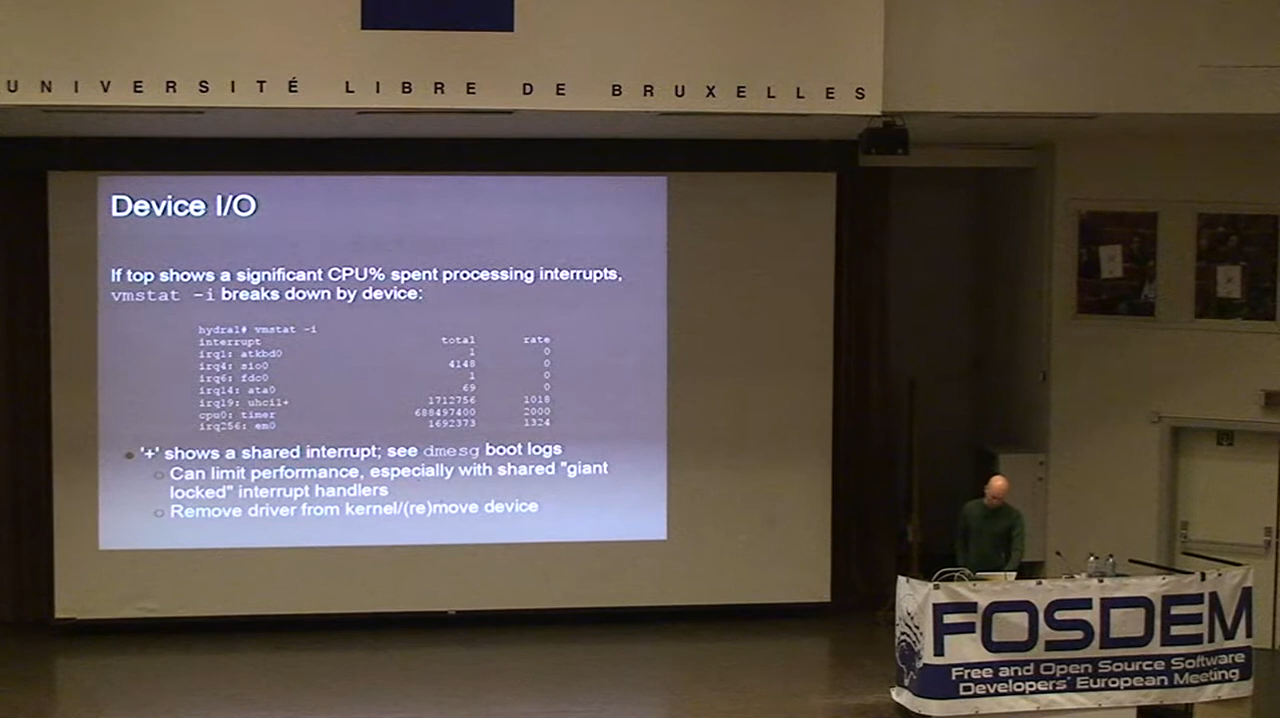 UNIVERSITÉ LIBRE DE BRUXELLES
Device I/O
If top shows a significant CPU% spent processing interrupts,
vmstat -i breaks down by device:
hydra1# vmstat -i
interrupt total rate
irq1: atkbd0 1 0
irq4: sio0 4148 0
irq6: fdc0 1 0
irq14: ata0 69 0
irq19: uhci1+ 1712756 1018
cpu0: timer 688497400 2000
irq256: em0 1692373 1324
'+' shows a shared interrupt; see dmesg boot logs
Can limit performance, especially with shared "giant
locked" interrupt handlers
Remove driver from kernel/(re)move device
FOSDEM
Free and Open Source Software
Developers' European Meeting